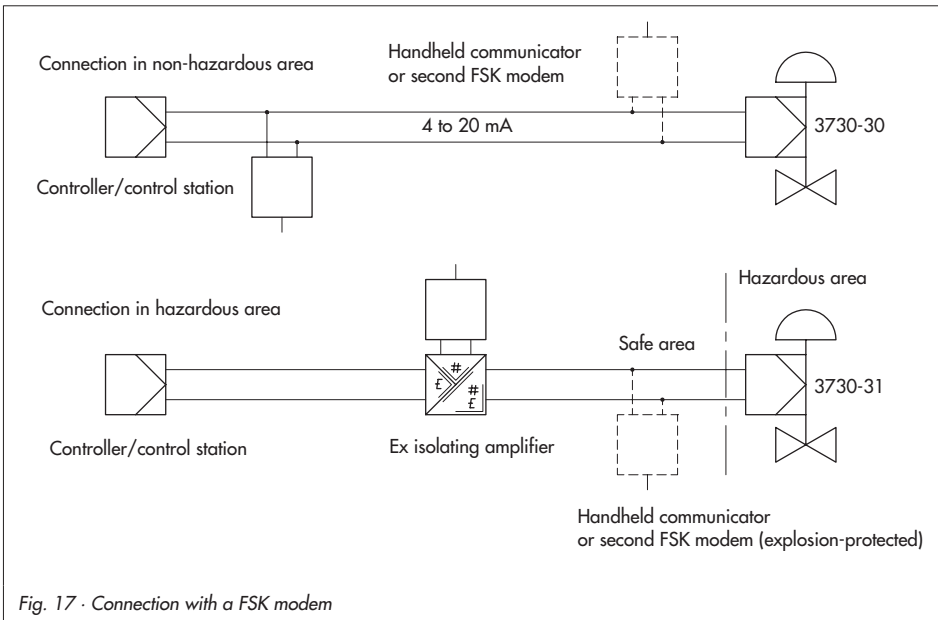 Connection in non-hazardous area
Handheld communicator
or second FSK modem
4 to 20 mA
3730-30
Controller/control station
Connection in hazardous area
Hazardous area
Safe area
3730-31
Controller/control station
Ex isolating amplifier
Handheld communicator
or second FSK modem (explosion-protected)
Fig. 17 · Connection with a FSK modem